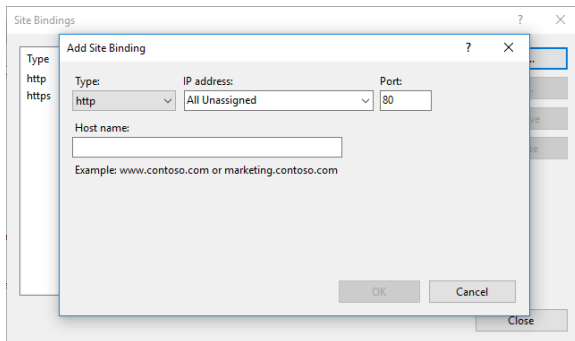 Site Bindings
?
Add Site Binding
?
Type
http
https
Type:
IP address:
Port:
http
All Unassigned
80
Host name:
Example: www.contoso.com or marketing.contoso.com
OK
Cancel
Close